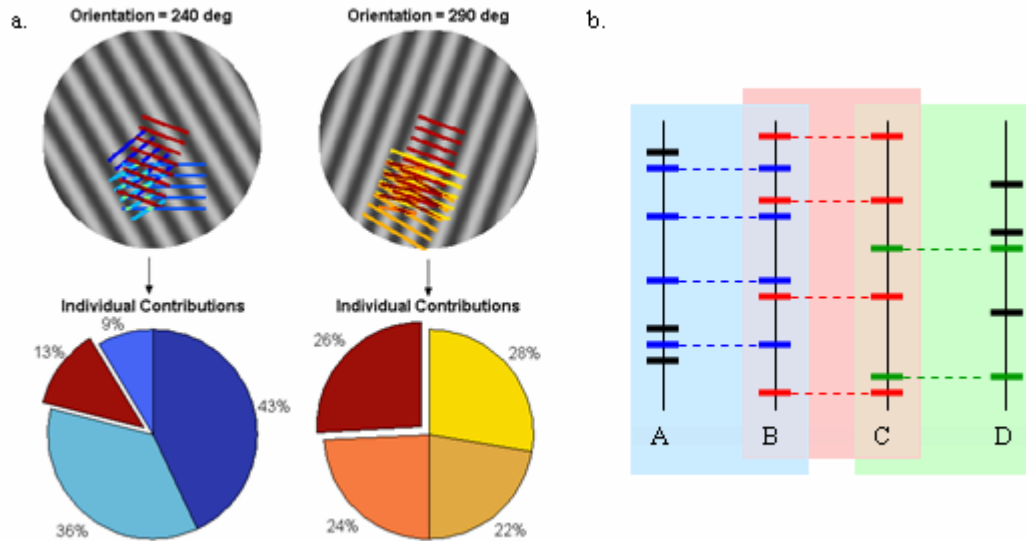 a.
Orientation = 240 deg
Orientation = 290 deg
b.
Individual Contributions
Individual Contributions
9%
13%
43%
36%
26%
28%
24%
22%
A
B
C
D